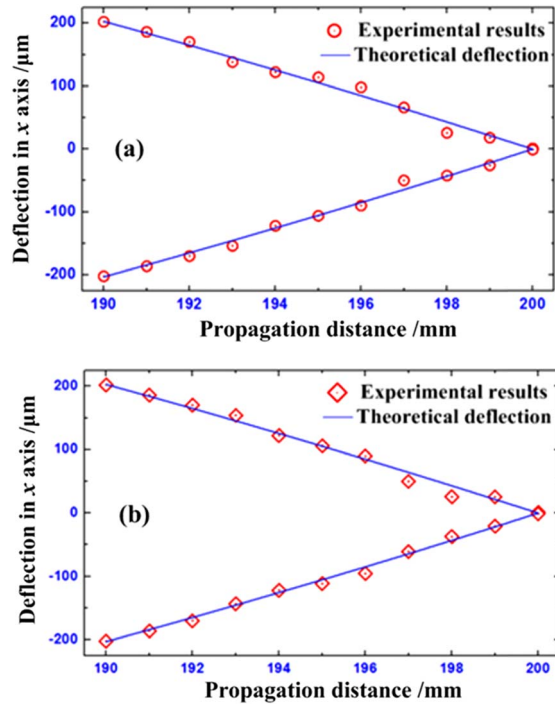 200
Experimental results
Theoretical deflection
100
0
(a)
-100
-200
Deflection in x axis /μm
190 192 194 196 198 200
Propagation distance /mm
200
Experimental results
Theoretical deflection
100
0
(b)
-100
-200
Deflection in x axis /μm
190 192 194 196 198 200
Propagation distance /mm